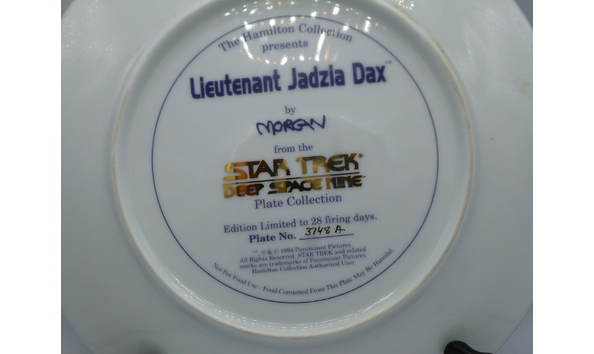 The Hamilton Collection
presents
Lieutenant Jadzia Dax™
by
MORGAN
from the
STAR TREK®
DEEP SPACE NINE™
Plate Collection
Edition Limited to 28 firing days.
Plate No. 3748 A
™, ® & © 1994 Paramount Pictures.
All Rights Reserved. STAR TREK and related
marks are trademarks of Paramount Pictures.
Hamilton Collection Authorized User.
Not For Food Use - Food Consumed From This Plate May Be Harmful.